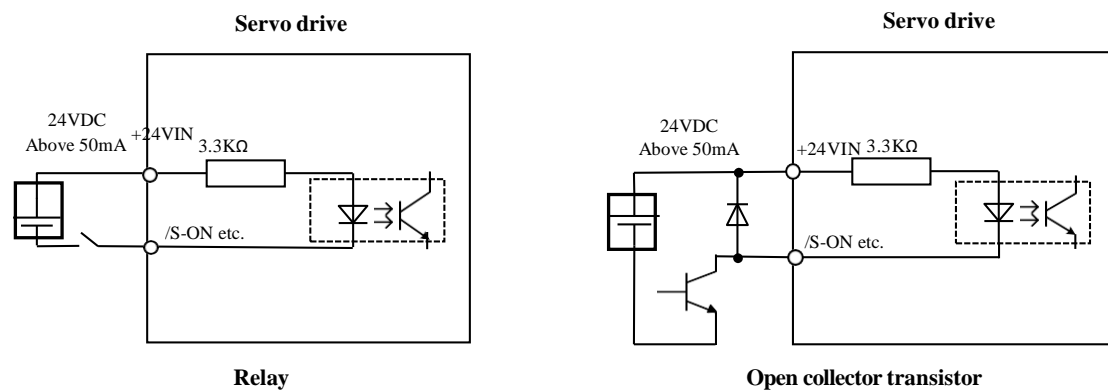 Servo drive
24VDC
Above 50mA
+24VIN
3.3KΩ
/S-ON etc.
Relay
Servo drive
24VDC
Above 50mA
+24VIN
3.3KΩ
/S-ON etc.
Open collector transistor